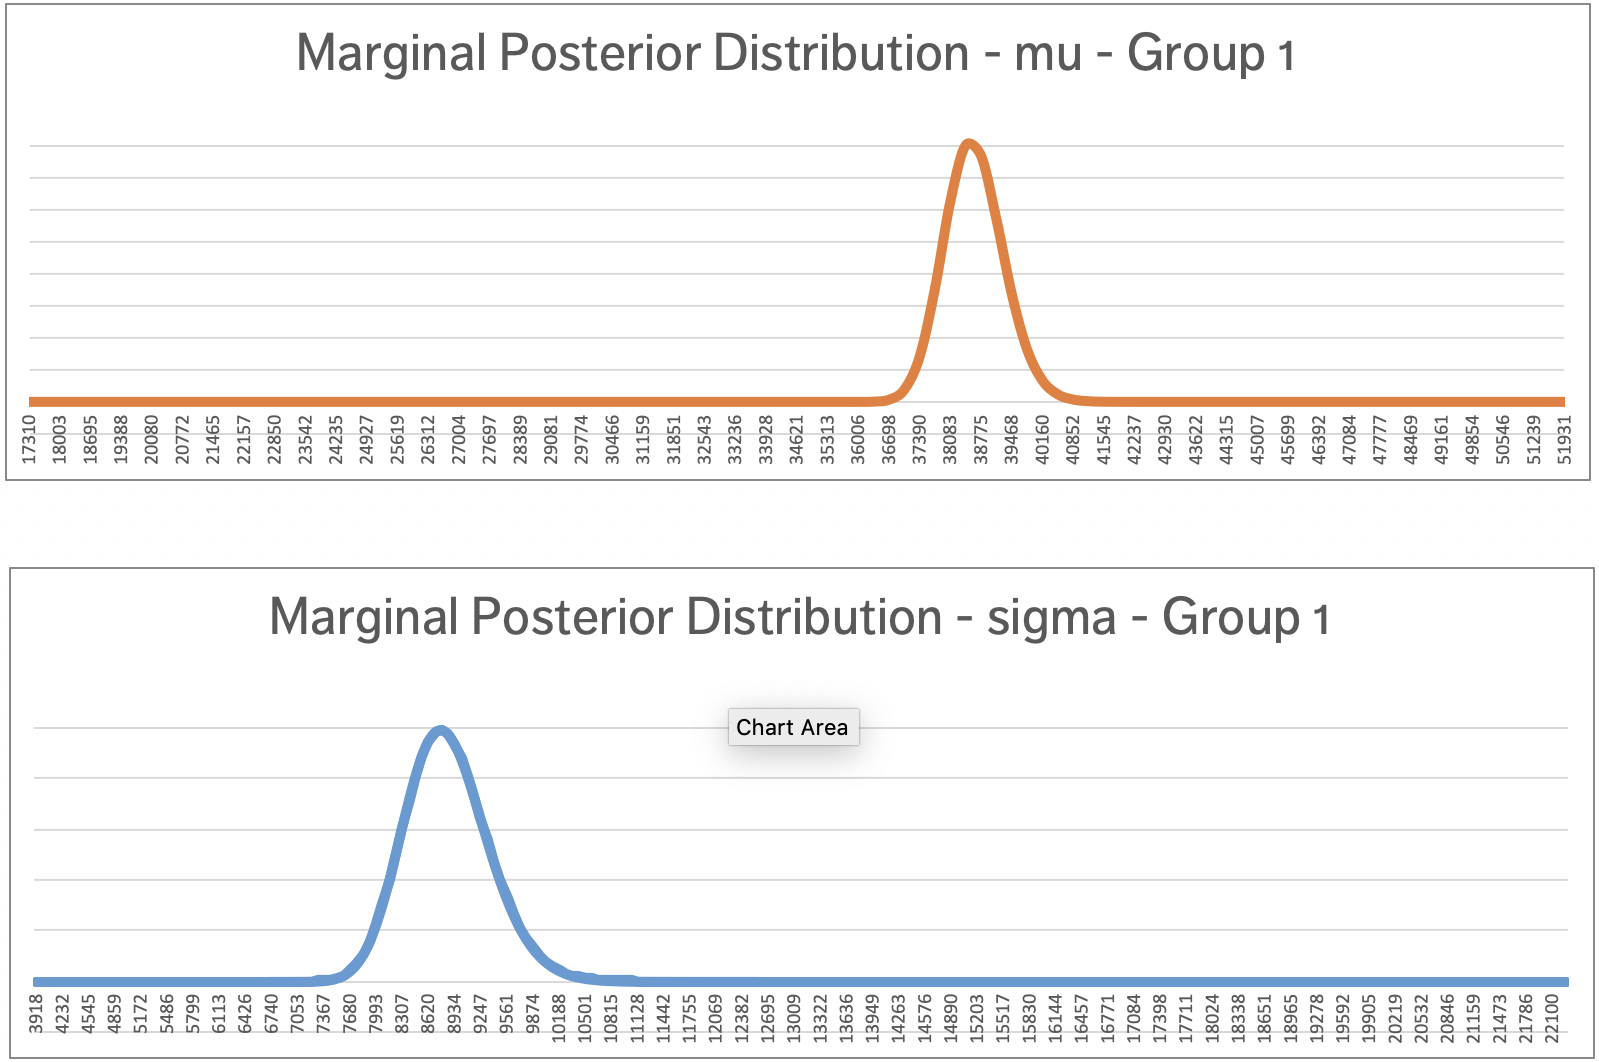 Marginal Posterior Distribution - mu - Group 1
17310 18003 18695 19388 20080 20772 21465 22157 22850 23542 24235 24927 25619 26312 27004 27697 28389 29081 29774 30466 31159 31851 32543 33236 33928 34621 35313 36006 36698 37390 38083 38775 39468 40160 40852 41545 42237 42930 43622 44315 45007 45699 46392 47084 47777 48469 49161 49854 50546 51239 51931
Marginal Posterior Distribution - sigma - Group 1
Chart Area
3918 4232 4545 4859 5172 5486 5799 6113 6426 6740 7053 7367 7680 7993 8307 8620 8934 9247 9561 9874 10188 10501 10815 11128 11442 11755 12069 12382 12695 13009 13322 13636 13949 14263 14576 14890 15203 15517 15830 16144 16457 16771 17084 17398 17711 18024 18338 18651 18965 19278 19592 19905 20219 20532 20846 21159 21473 21786 22100